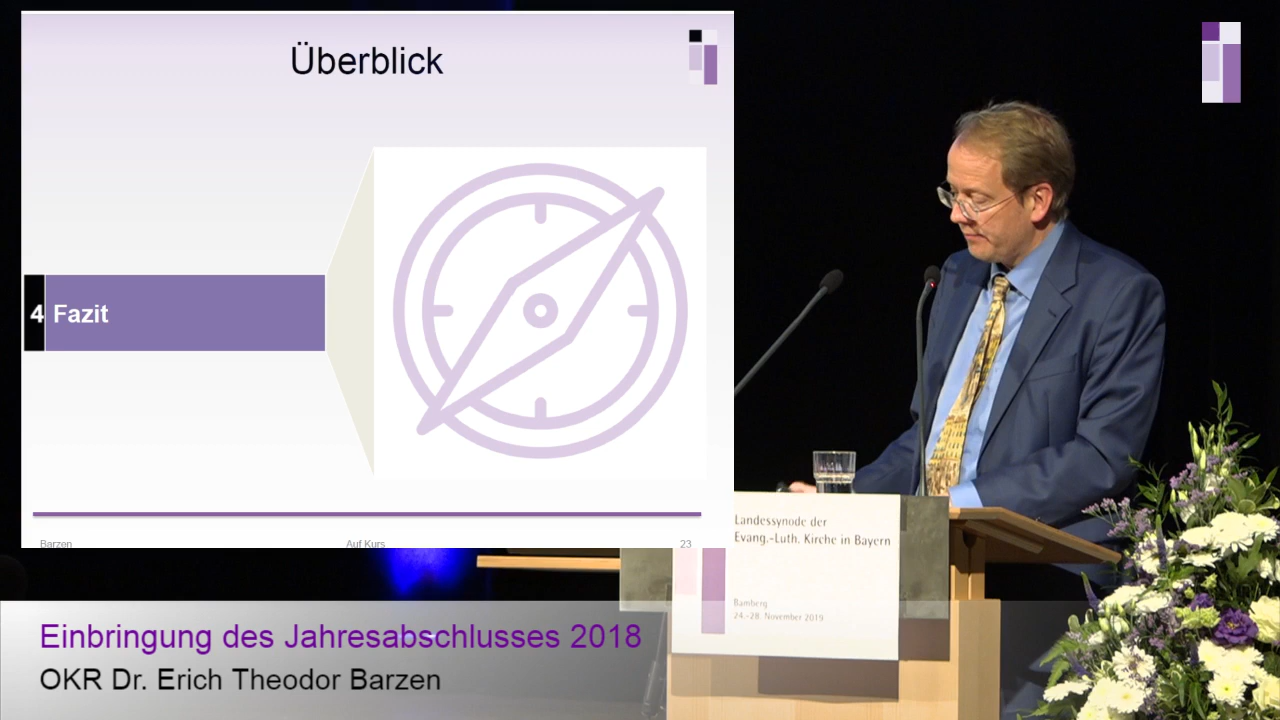 Überblick
4 Fazit
Barzen Auf Kurs 23
Landessynode der
Evang.-Luth. Kirche in Bayern
Bamberg
24.-28. November 2019
Einbringung des Jahresabschlusses 2018
OKR Dr. Erich Theodor Barzen